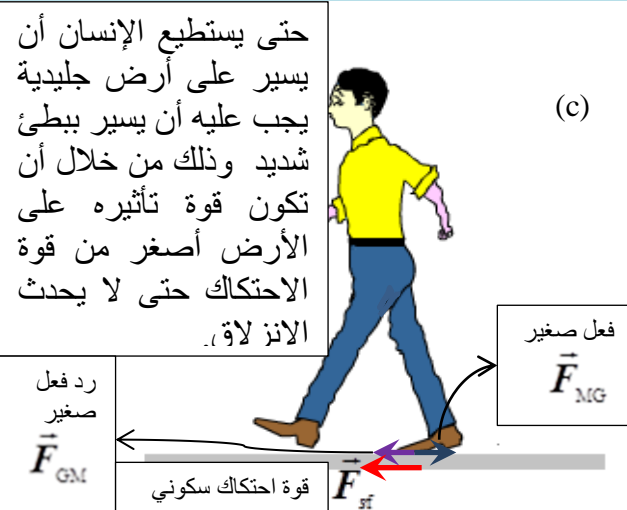 حتى يستطيع الإنسان أن
يسير على أرض جليدية
يجب عليه أن يسير ببطئ
شديد وذلك من خلال أن
تكون قوة تأثيره على
الأرض أصغر من قوة
الاحتكاك حتى لا يحدث
الانزلاق.
(c)
فعل صغير
F⃗MG
رد فعل
صغير
F⃗GM
قوة احتكاك سكوني
F⃗sf